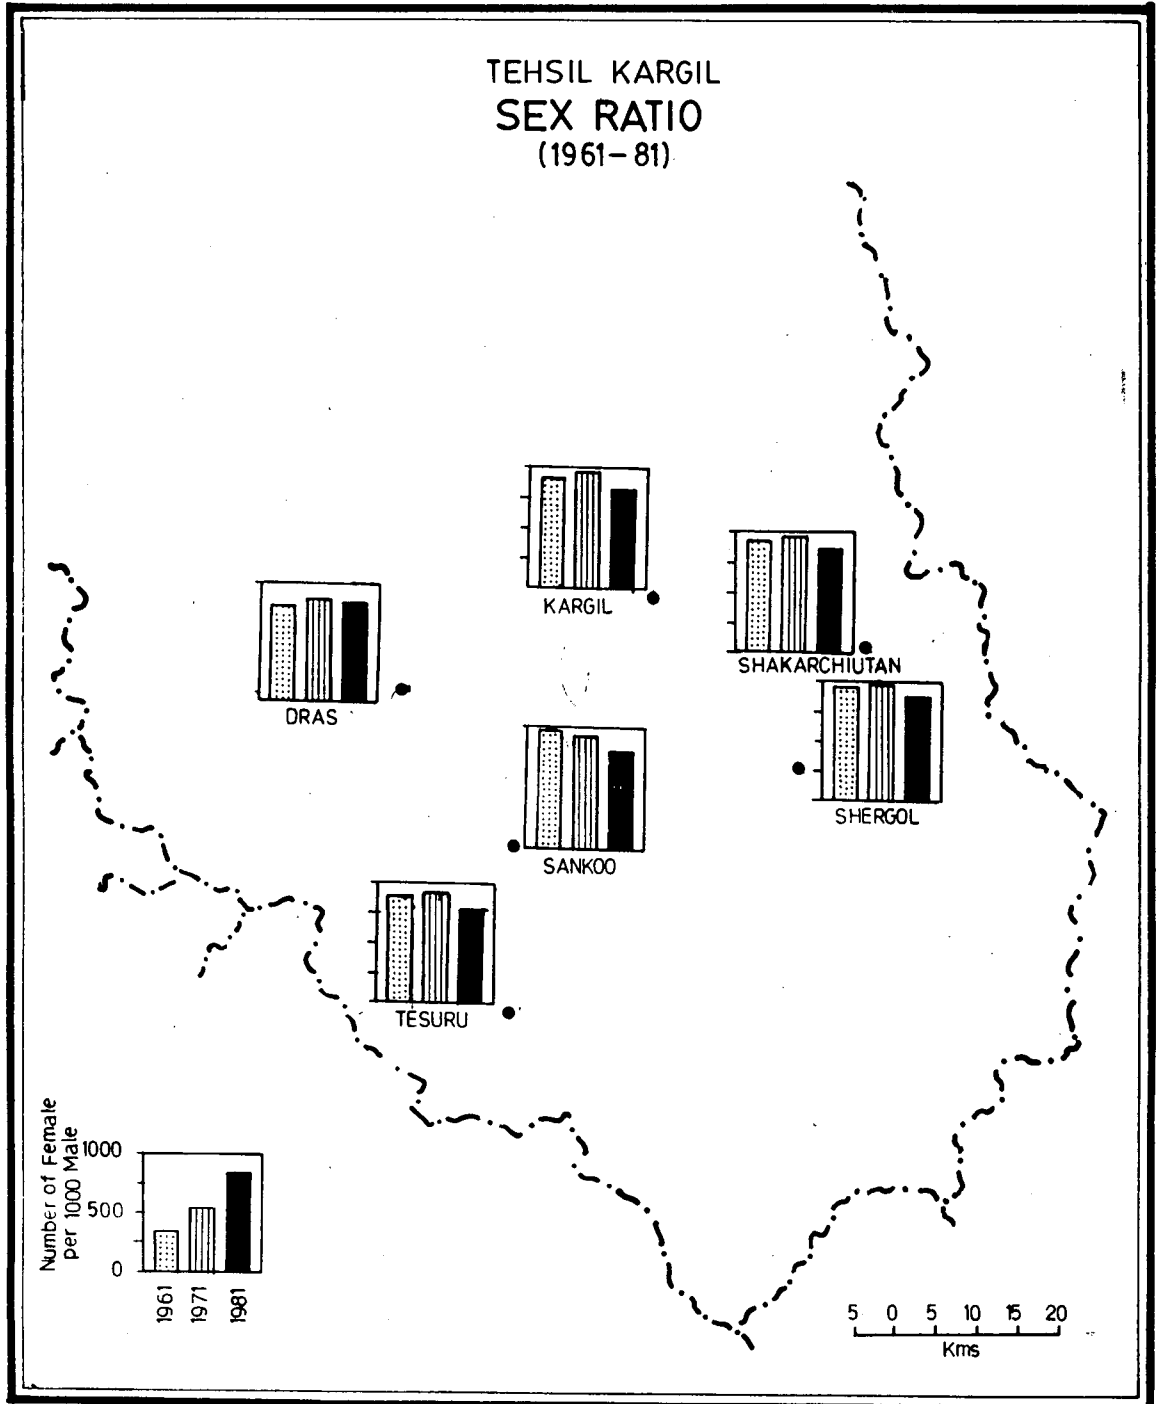 TEHSIL KARGIL
SEX RATIO
(1961-81)
KARGIL
SHAKARCHIUTAN
DRAS
SHERGOL
SANKOO
TESURU
Number of Female
per 1000 Male
1000
500
0
1961
1971
1981
5 0 5 10 15 20
Kms